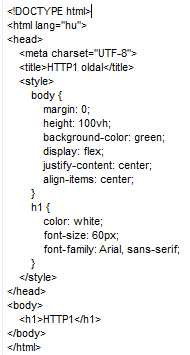 <!DOCTYPE html>
<html lang="hu">
<head>
    <meta charset="UTF-8">
    <title>HTTP1 oldal</title>
    <style>
        body {
            margin: 0;
            height: 100vh;
            background-color: green;
            display: flex;
            justify-content: center;
            align-items: center;
        }
        h1 {
            color: white;
            font-size: 60px;
            font-family: Arial, sans-serif;
        }
    </style>
</head>
<body>
    <h1>HTTP1</h1>
</body>
</html>